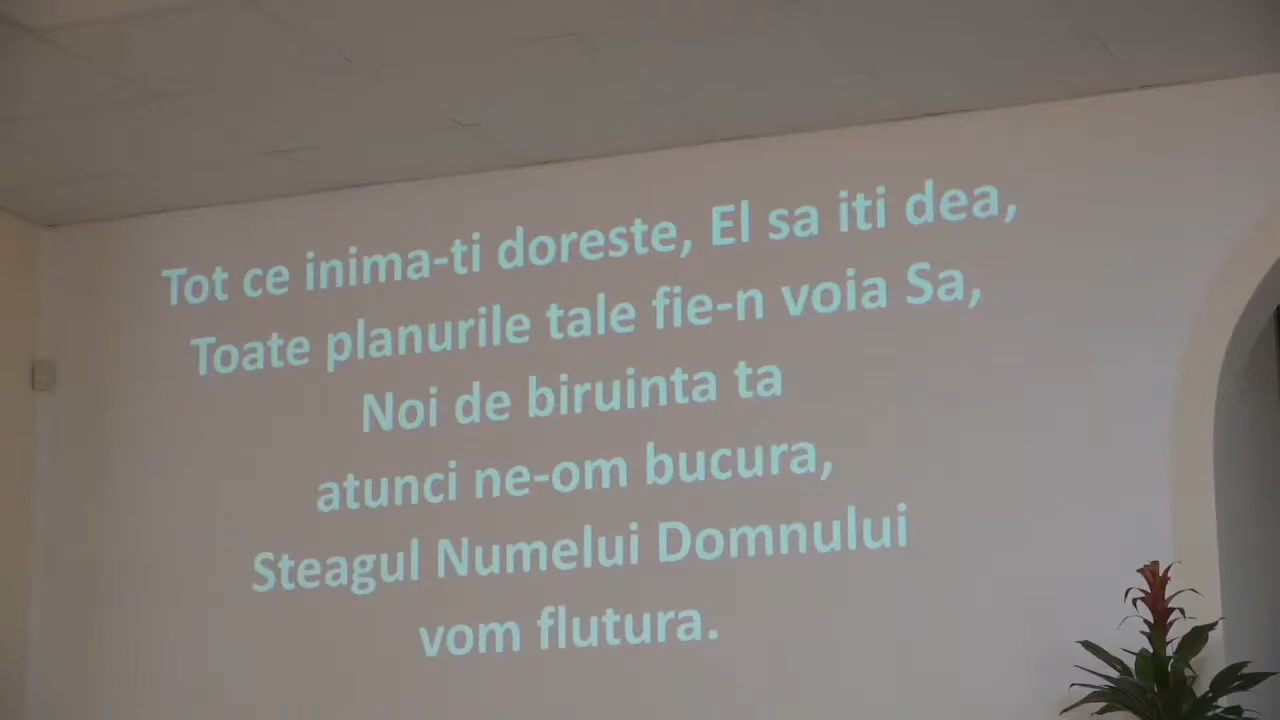 Tot ce inima-ti doreste, El sa iti dea,
Toate planurile tale fie-n voia Sa,
Noi de biruinta ta
atunci ne-om bucura,
Steagul Numelui Domnului
vom flutura.